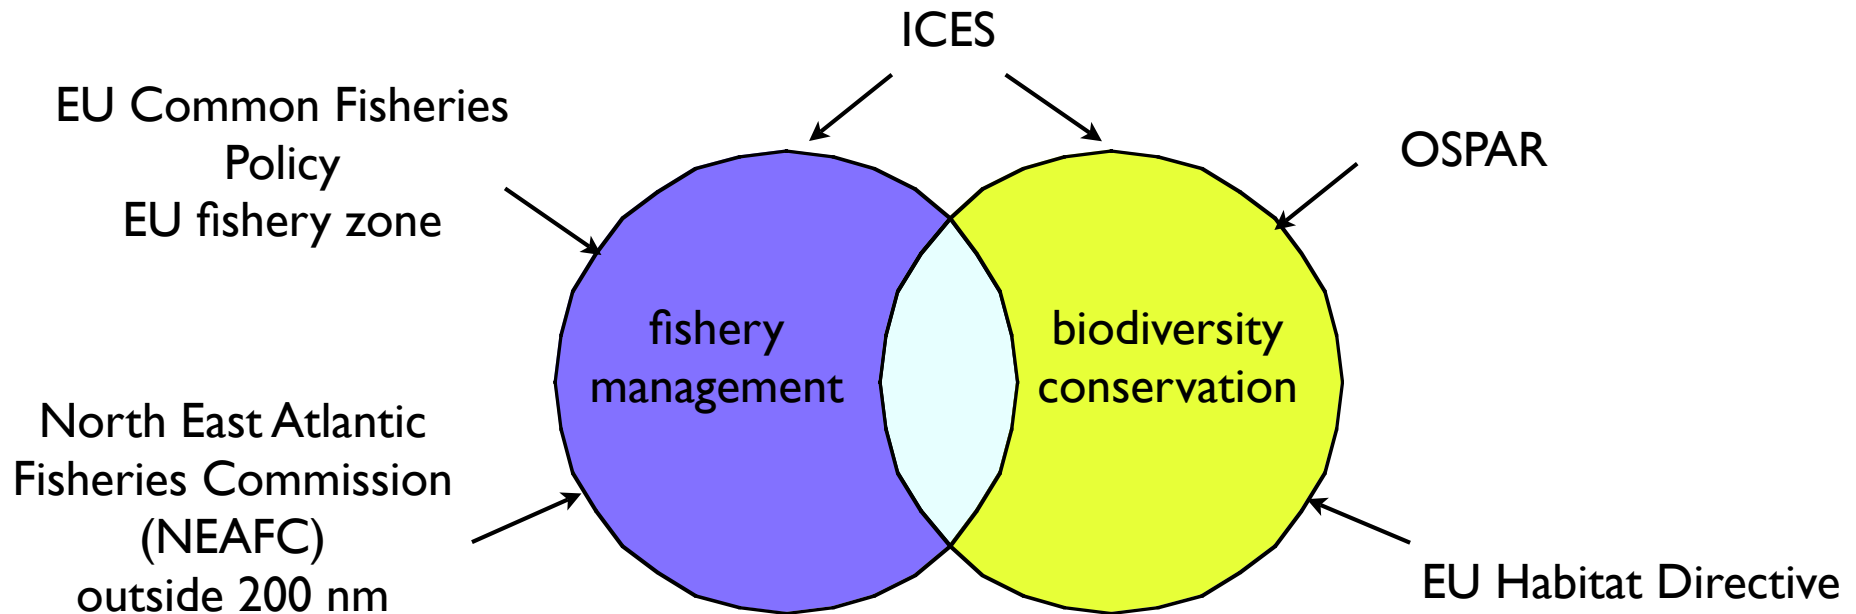 ICES
EU Common Fisheries
Policy
EU fishery zone
OSPAR
fishery
management
biodiversity
conservation
North East Atlantic
Fisheries Commission
(NEAFC)
outside 200 nm
EU Habitat Directive